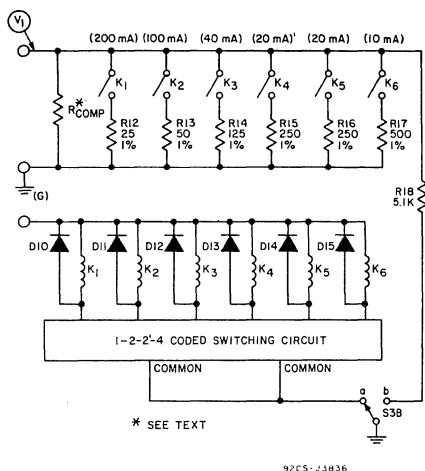 V1
(200 mA) (100 mA) (40 mA) (20 mA)' (20 mA) (10 mA)
K1 K2 K3 K4 K5 K6
R*COMP
R12 25 1%
R13 50 1%
R14 125 1%
R15 250 1%
R16 250 1%
R17 500 1%
(G)
R18 5.1K
D10 D11 D12 D13 D14 D15
K1 K2 K3 K4 K5 K6
1-2-2'-4 CODED SWITCHING CIRCUIT
COMMON COMMON
a b
S3B
* SEE TEXT
92CS-23836